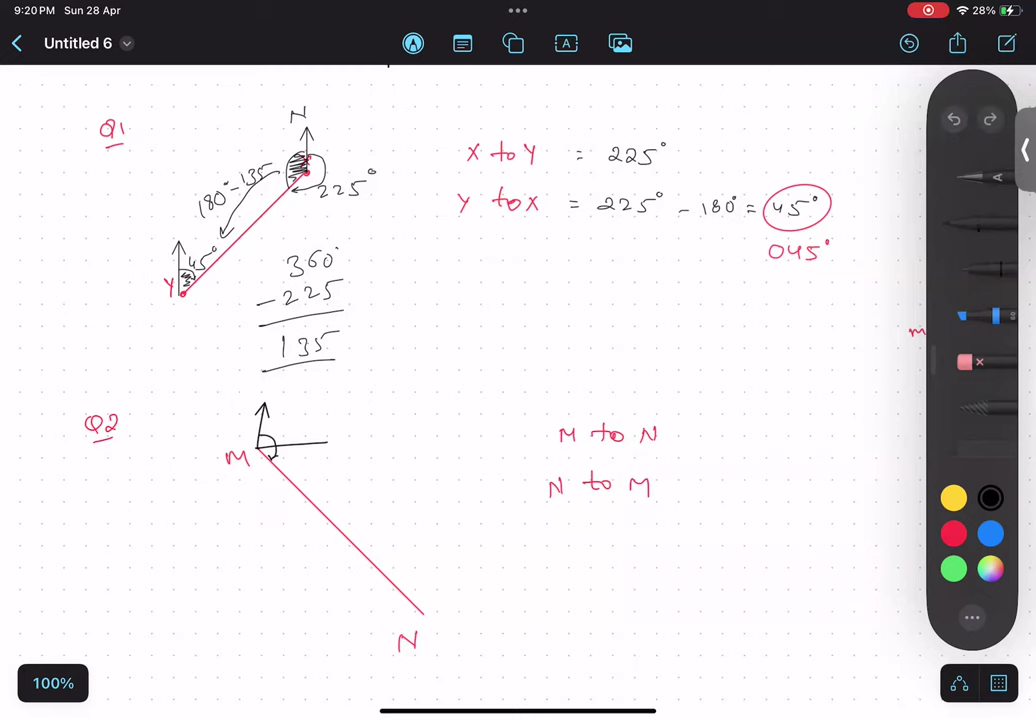 9:20 PM Sun 28 Apr
28%
Untitled 6
A
Q1
N
X to Y = 225°
180°-135
225°
Y to X = 225° - 180° = 45°
045°
45°
Y
360°
- 225
135
m
Q2
M
M to N
N to M
N
100%